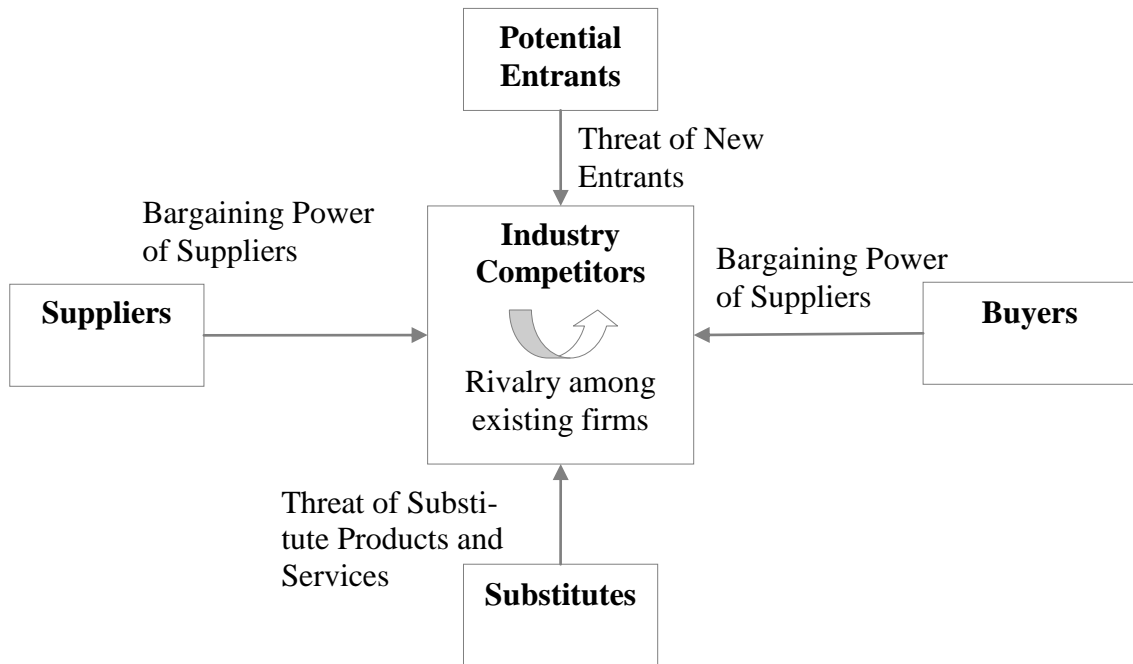 Potential
Entrants
Threat of New
Entrants
Bargaining Power
of Suppliers
Industry
Competitors
Bargaining Power
of Suppliers
Suppliers
Buyers
Rivalry among
existing firms
Threat of Substi-
tute Products and
Services
Substitutes